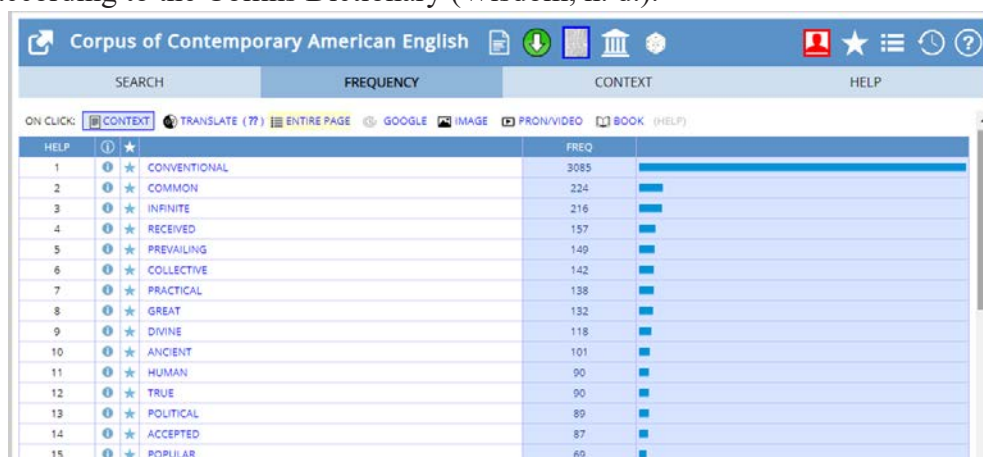 according to the Collins Dictionary (Wisdom, n. d.).
Corpus of Contemporary American English
SEARCH FREQUENCY CONTEXT HELP
ON CLICK: CONTEXT TRANSLATE (??) ENTIRE PAGE GOOGLE IMAGE PRON/VIDEO BOOK (HELP)
HELP FREQ
1 CONVENTIONAL 3085
2 COMMON 224
3 INFINITE 216
4 RECEIVED 157
5 PREVAILING 149
6 COLLECTIVE 142
7 PRACTICAL 138
8 GREAT 132
9 DIVINE 118
10 ANCIENT 101
11 HUMAN 90
12 TRUE 90
13 POLITICAL 89
14 ACCEPTED 87
15 POPULAR 69